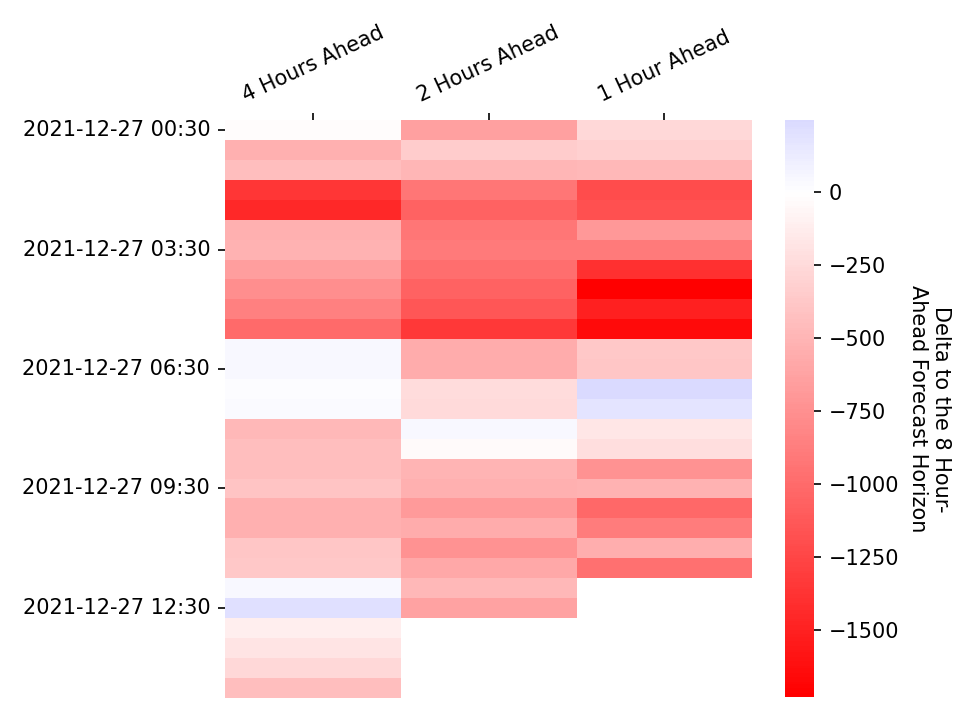 4 Hours Ahead
2 Hours Ahead
1 Hour Ahead
2021-12-27 00:30
2021-12-27 03:30
2021-12-27 06:30
2021-12-27 09:30
2021-12-27 12:30
0
−250
−500
−750
−1000
−1250
−1500
Delta to the 8 Hour-
Ahead Forecast Horizon